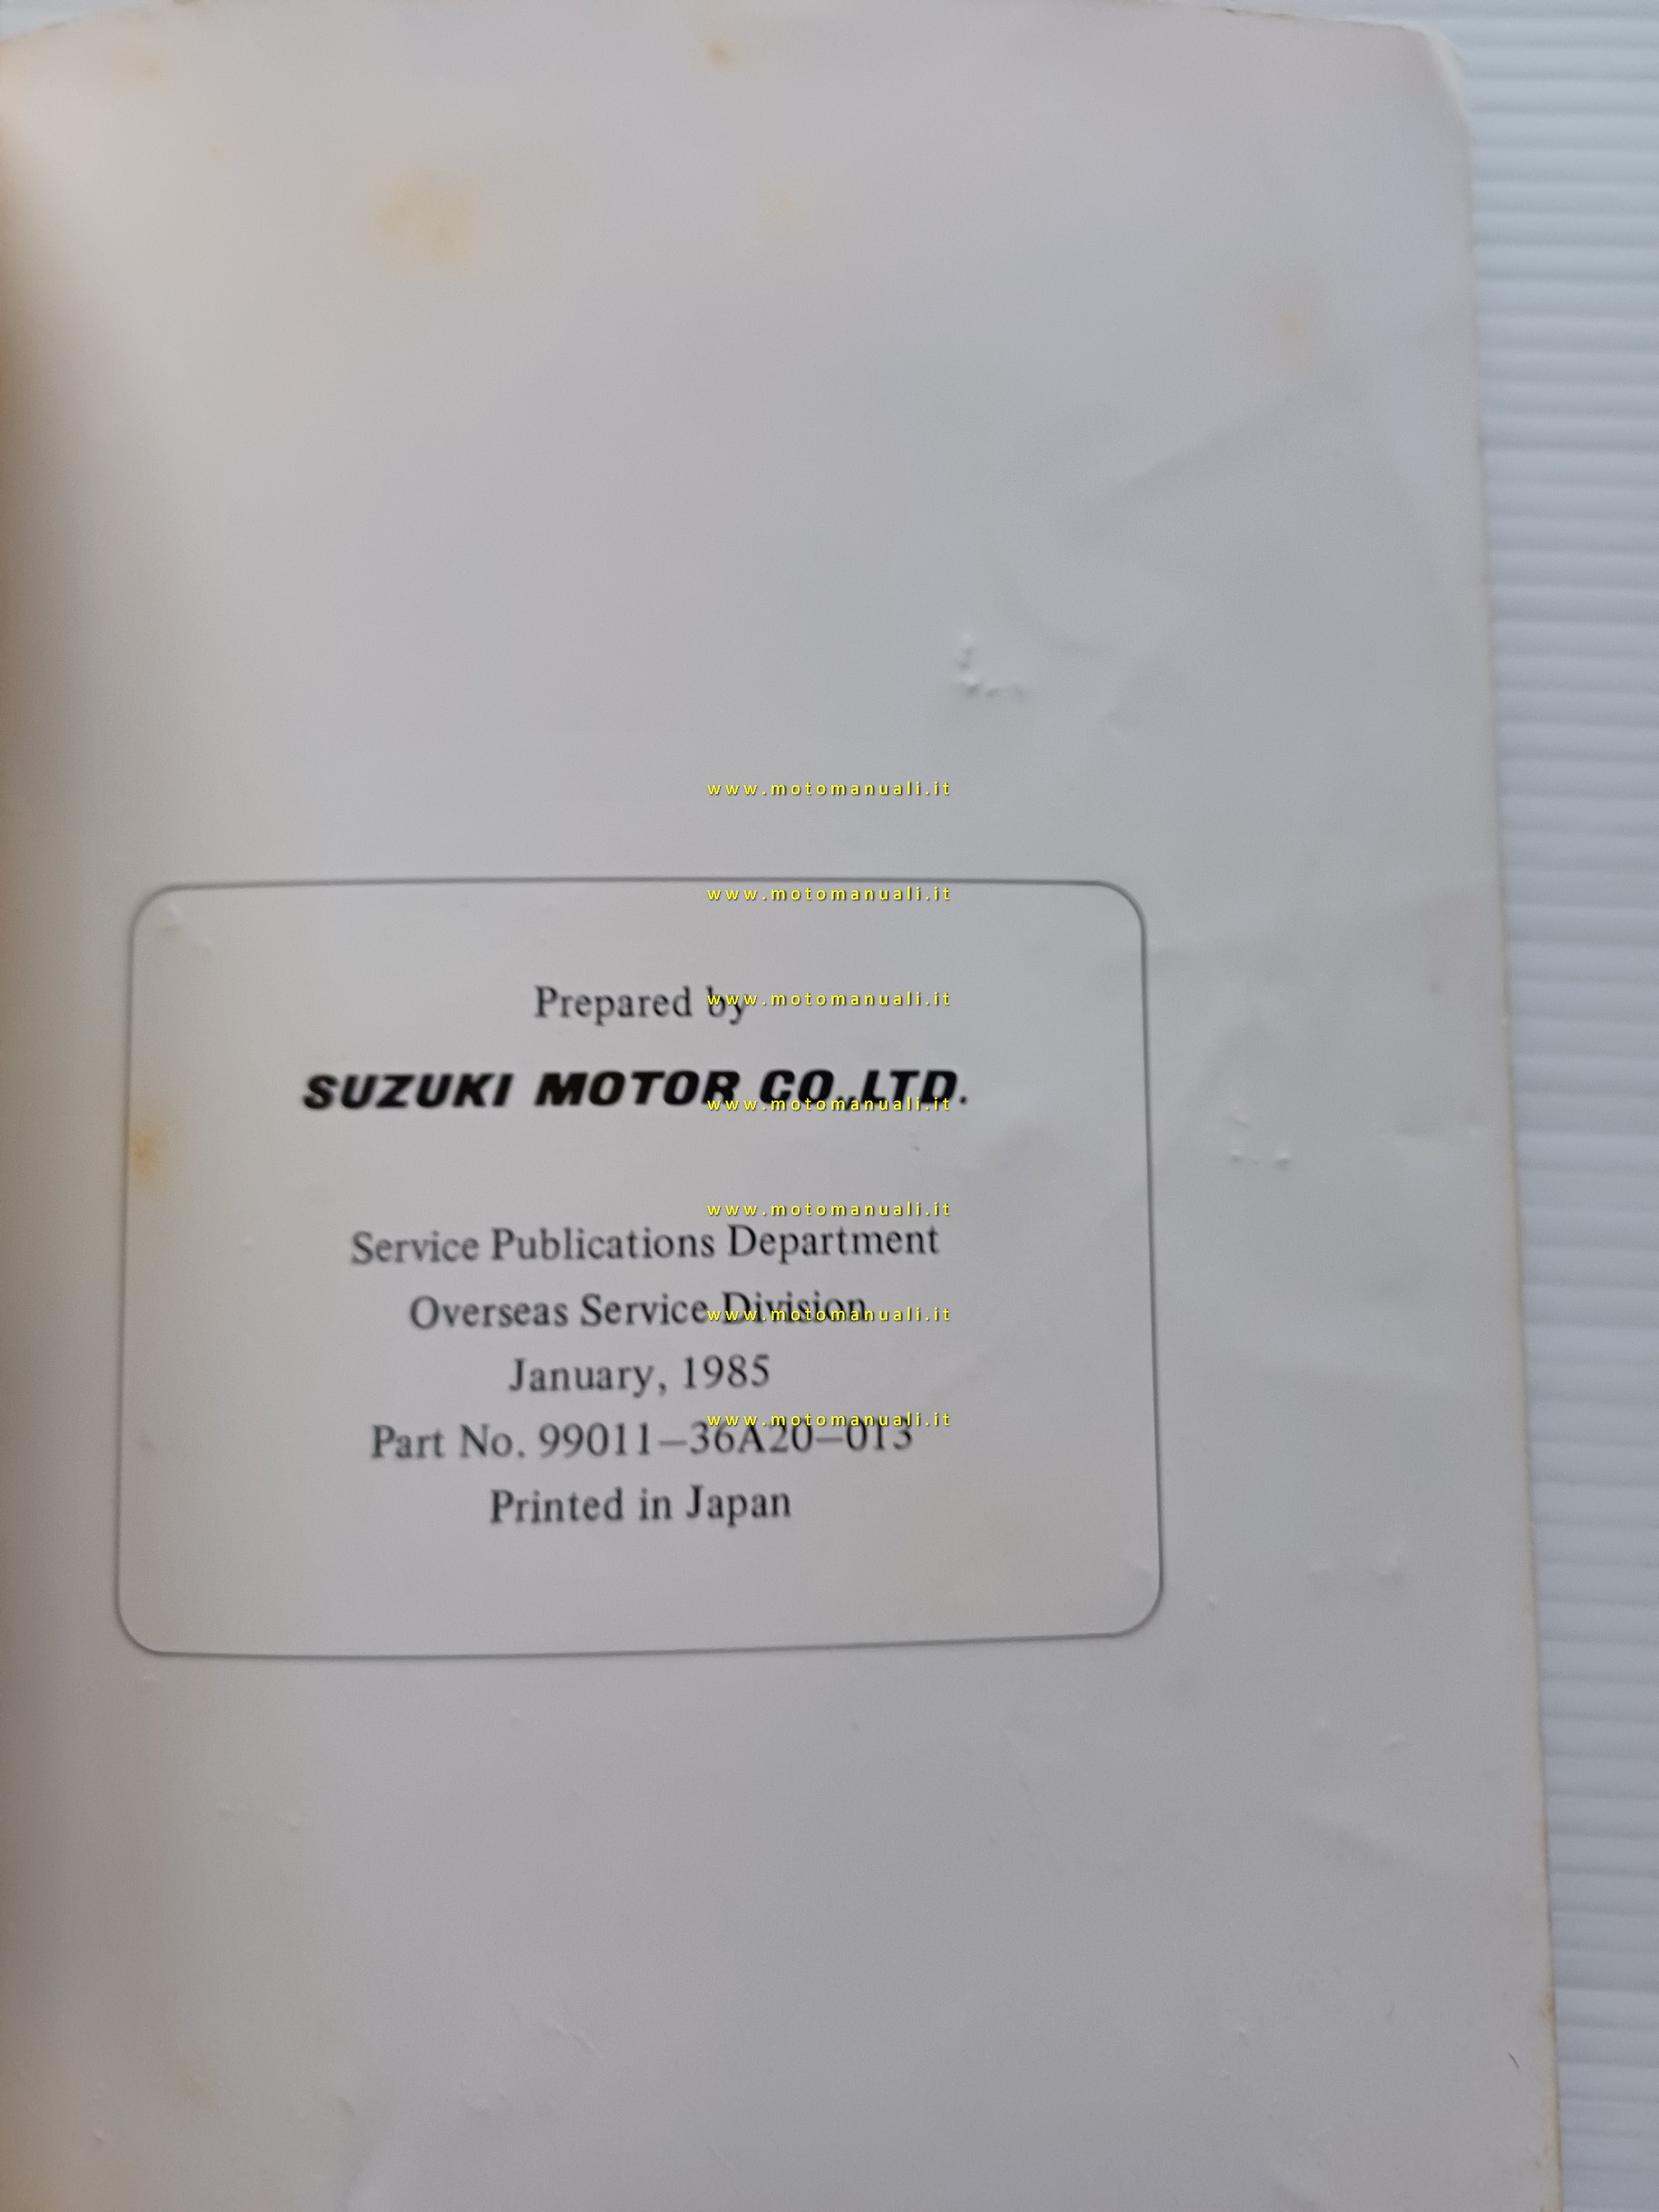 www.motomanuali.it
www.motomanuali.it
Prepared by
www.motomanuali.it
SUZUKI MOTOR CO.,LTD.
www.motomanuali.it
www.motomanuali.it
Service Publications Department
Overseas Service Division
www.motomanuali.it
January, 1985
www.motomanuali.it
Part No. 99011–36A20–013
Printed in Japan